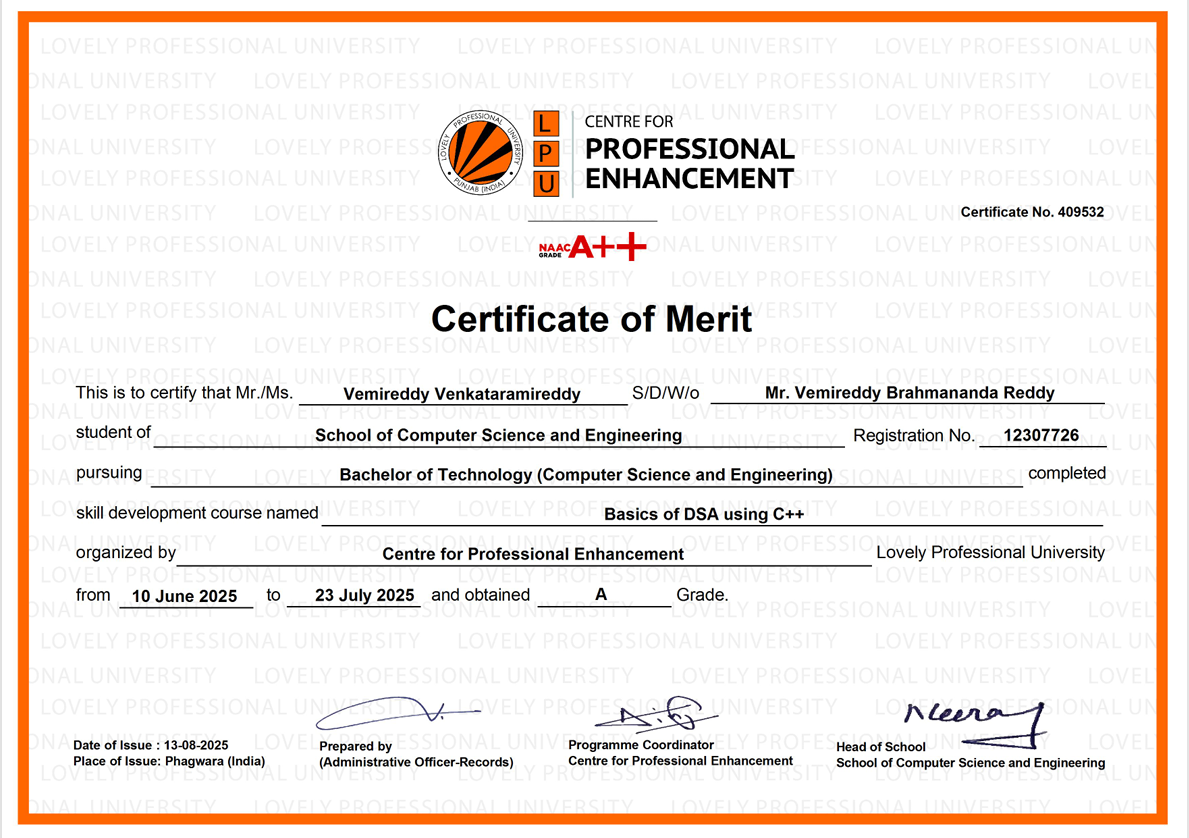 LOVELY PROFESSIONAL UNIVERSITY
PUNJAB (INDIA)
L
P
U
CENTRE FOR
PROFESSIONAL
ENHANCEMENT
Certificate No. 409532
NAAC
GRADE
A++
Certificate of Merit
This is to certify that Mr./Ms. Vemireddy Venkataramireddy S/D/W/o Mr. Vemireddy Brahmananda Reddy
student of School of Computer Science and Engineering Registration No. 12307726
pursuing Bachelor of Technology (Computer Science and Engineering) completed
skill development course named Basics of DSA using C++
organized by Centre for Professional Enhancement Lovely Professional University
from 10 June 2025 to 23 July 2025 and obtained A Grade.
Neeraj
Date of Issue : 13-08-2025
Place of Issue: Phagwara (India)
Prepared by
(Administrative Officer-Records)
Programme Coordinator
Centre for Professional Enhancement
Head of School
School of Computer Science and Engineering